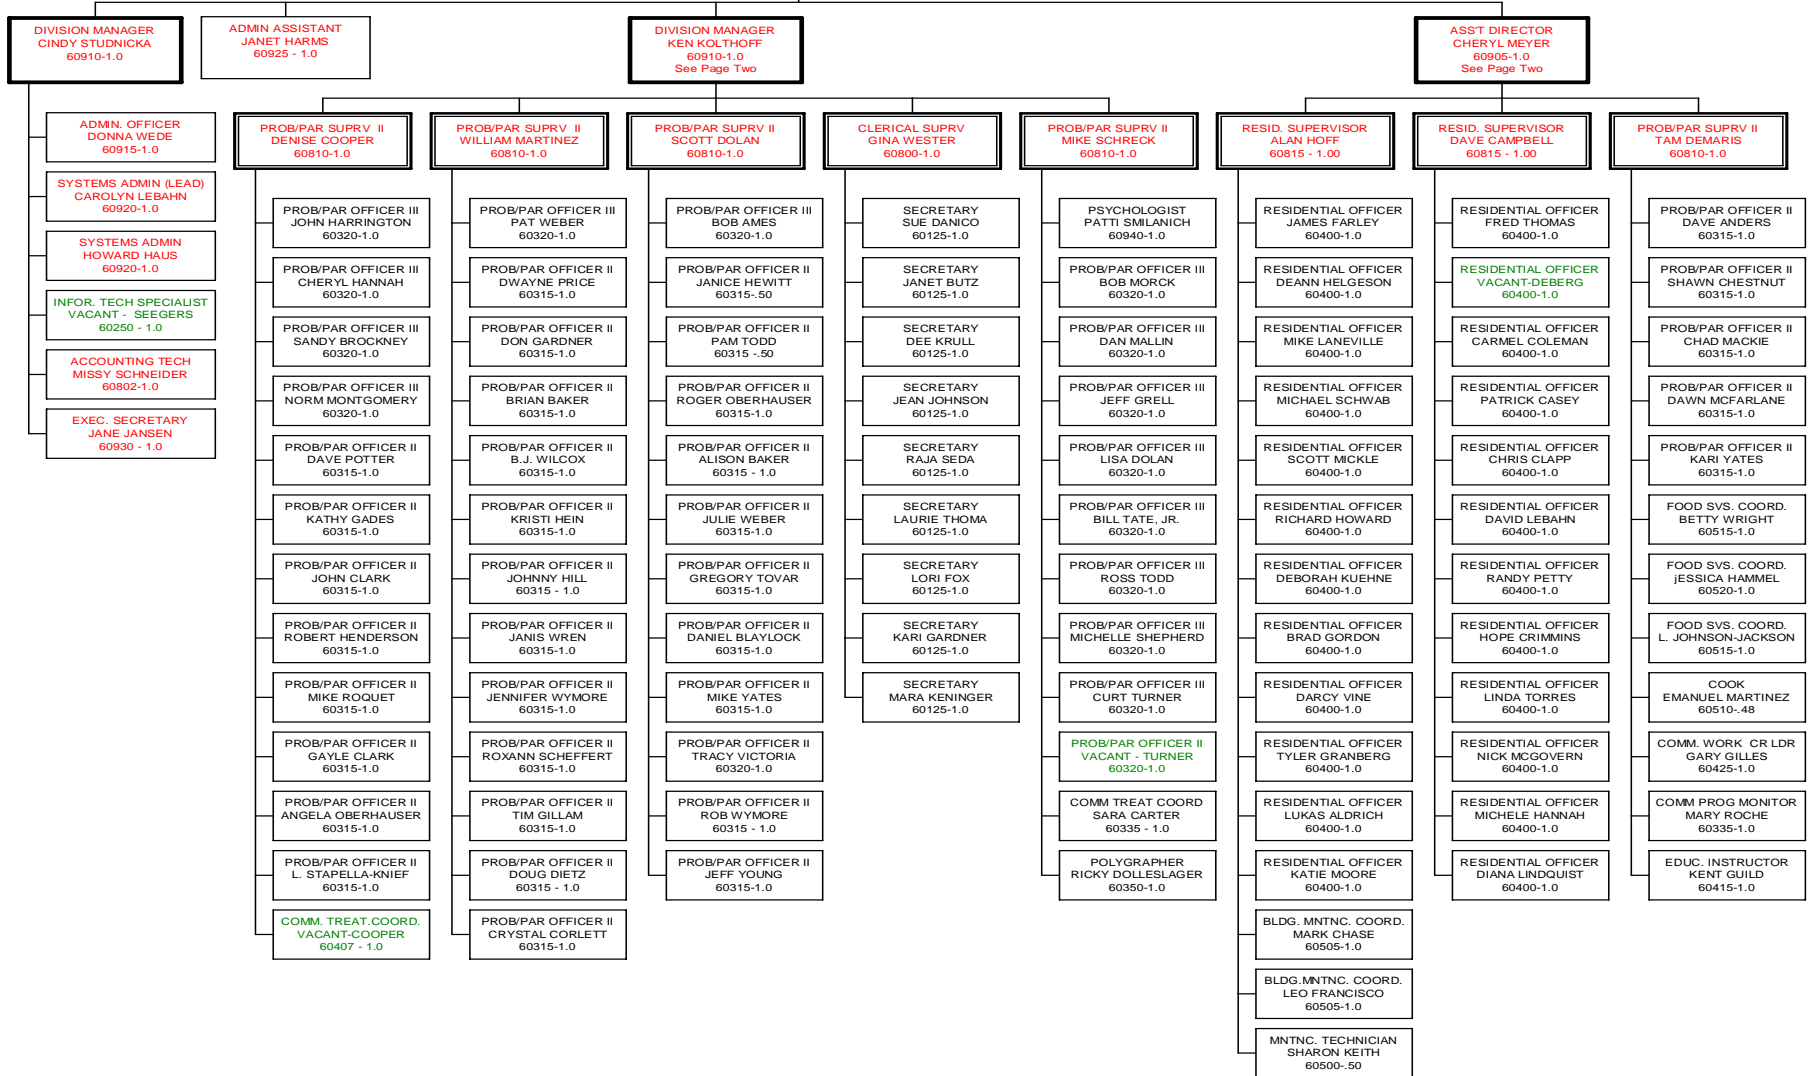 DIVISION MANAGER
CINDY STUDNICKA
60910-1.0
ADMIN ASSISTANT
JANET HARMS
60925 - 1.0
DIVISION MANAGER
KEN KOLTHOFF
60910-1.0
See Page Two
ASS'T DIRECTOR
CHERYL MEYER
60905-1.0
See Page Two
ADMIN. OFFICER
DONNA WEDE
60915-1.0
SYSTEMS ADMIN (LEAD)
CAROLYN LEBAHN
60920-1.0
SYSTEMS ADMIN
HOWARD HAUS
60920-1.0
INFOR. TECH SPECIALIST
VACANT - SEEGERS
60250 - 1.0
ACCOUNTING TECH
MISSY SCHNEIDER
60802-1.0
EXEC. SECRETARY
JANE JANSEN
60930 - 1.0
PROB/PAR SUPRV II
DENISE COOPER
60810-1.0
PROB/PAR OFFICER III
JOHN HARRINGTON
60320-1.0
PROB/PAR OFFICER III
CHERYL HANNAH
60320-1.0
PROB/PAR OFFICER III
SANDY BROCKNEY
60320-1.0
PROB/PAR OFFICER III
NORM MONTGOMERY
60320-1.0
PROB/PAR OFFICER II
DAVE POTTER
60315-1.0
PROB/PAR OFFICER II
KATHY GADES
60315-1.0
PROB/PAR OFFICER II
JOHN CLARK
60315-1.0
PROB/PAR OFFICER II
ROBERT HENDERSON
60315-1.0
PROB/PAR OFFICER II
MIKE ROQUET
60315-1.0
PROB/PAR OFFICER II
GAYLE CLARK
60315-1.0
PROB/PAR OFFICER II
ANGELA OBERHAUSER
60315-1.0
PROB/PAR OFFICER II
L. STAPELLA-KNIEF
60315-1.0
COMM. TREAT.COORD.
VACANT-COOPER
60407 - 1.0
PROB/PAR SUPRV II
WILLIAM MARTINEZ
60810-1.0
PROB/PAR OFFICER III
PAT WEBER
60320-1.0
PROB/PAR OFFICER II
DWAYNE PRICE
60315-1.0
PROB/PAR OFFICER II
DON GARDNER
60315-1.0
PROB/PAR OFFICER II
BRIAN BAKER
60315-1.0
PROB/PAR OFFICER II
B.J. WILCOX
60315-1.0
PROB/PAR OFFICER II
KRISTI HEIN
60315-1.0
PROB/PAR OFFICER II
JOHNNY HILL
60315 - 1.0
PROB/PAR OFFICER II
JANIS WREN
60315-1.0
PROB/PAR OFFICER II
JENNIFER WYMORE
60315-1.0
PROB/PAR OFFICER II
ROXANN SCHEFFERT
60315-1.0
PROB/PAR OFFICER II
TIM GILLAM
60315-1.0
PROB/PAR OFFICER II
DOUG DIETZ
60315 - 1.0
PROB/PAR OFFICER II
CRYSTAL CORLETT
60315-1.0
PROB/PAR SUPRV II
SCOTT DOLAN
60810-1.0
PROB/PAR OFFICER III
BOB AMES
60320-1.0
PROB/PAR OFFICER II
JANICE HEWITT
60315-.50
PROB/PAR OFFICER II
PAM TODD
60315 -.50
PROB/PAR OFFICER II
ROGER OBERHAUSER
60315-1.0
PROB/PAR OFFICER II
ALISON BAKER
60315 - 1.0
PROB/PAR OFFICER II
JULIE WEBER
60315-1.0
PROB/PAR OFFICER II
GREGORY TOVAR
60315-1.0
PROB/PAR OFFICER II
DANIEL BLAYLOCK
60315-1.0
PROB/PAR OFFICER II
MIKE YATES
60315-1.0
PROB/PAR OFFICER II
TRACY VICTORIA
60320-1.0
PROB/PAR OFFICER II
ROB WYMORE
60315 - 1.0
PROB/PAR OFFICER II
JEFF YOUNG
60315-1.0
CLERICAL SUPRV
GINA WESTER
60800-1.0
SECRETARY
SUE DANICO
60125-1.0
SECRETARY
JANET BUTZ
60125-1.0
SECRETARY
DEE KRULL
60125-1.0
SECRETARY
JEAN JOHNSON
60125-1.0
SECRETARY
RAJA SEDA
60125-1.0
SECRETARY
LAURIE THOMA
60125-1.0
SECRETARY
LORI FOX
60125-1.0
SECRETARY
KARI GARDNER
60125-1.0
SECRETARY
MARA KENINGER
60125-1.0
PROB/PAR SUPRV II
MIKE SCHRECK
60810-1.0
PSYCHOLOGIST
PATTI SMILANICH
60940-1.0
PROB/PAR OFFICER III
BOB MORCK
60320-1.0
PROB/PAR OFFICER III
DAN MALLIN
60320-1.0
PROB/PAR OFFICER III
JEFF GRELL
60320-1.0
PROB/PAR OFFICER III
LISA DOLAN
60320-1.0
PROB/PAR OFFICER III
BILL TATE, JR.
60320-1.0
PROB/PAR OFFICER III
ROSS TODD
60320-1.0
PROB/PAR OFFICER III
MICHELLE SHEPHERD
60320-1.0
PROB/PAR OFFICER III
CURT TURNER
60320-1.0
PROB/PAR OFFICER II
VACANT - TURNER
60320-1.0
COMM TREAT COORD
SARA CARTER
60335 - 1.0
POLYGRAPHER
RICKY DOLLESLAGER
60350-1.0
RESID. SUPERVISOR
ALAN HOFF
60815 - 1.00
RESIDENTIAL OFFICER
JAMES FARLEY
60400-1.0
RESIDENTIAL OFFICER
DEANN HELGESON
60400-1.0
RESIDENTIAL OFFICER
MIKE LANEVILLE
60400-1.0
RESIDENTIAL OFFICER
MICHAEL SCHWAB
60400-1.0
RESIDENTIAL OFFICER
SCOTT MICKLE
60400-1.0
RESIDENTIAL OFFICER
RICHARD HOWARD
60400-1.0
RESIDENTIAL OFFICER
DEBORAH KUEHNE
60400-1.0
RESIDENTIAL OFFICER
BRAD GORDON
60400-1.0
RESIDENTIAL OFFICER
DARCY VINE
60400-1.0
RESIDENTIAL OFFICER
TYLER GRANBERG
60400-1.0
RESIDENTIAL OFFICER
LUKAS ALDRICH
60400-1.0
RESIDENTIAL OFFICER
KATIE MOORE
60400-1.0
BLDG. MNTNC. COORD.
MARK CHASE
60505-1.0
BLDG.MNTNC. COORD.
LEO FRANCISCO
60505-1.0
MNTNC. TECHNICIAN
SHARON KEITH
60500-.50
RESID. SUPERVISOR
DAVE CAMPBELL
60815 - 1.00
RESIDENTIAL OFFICER
FRED THOMAS
60400-1.0
RESIDENTIAL OFFICER
VACANT-DEBERG
60400-1.0
RESIDENTIAL OFFICER
CARMEL COLEMAN
60400-1.0
RESIDENTIAL OFFICER
PATRICK CASEY
60400-1.0
RESIDENTIAL OFFICER
CHRIS CLAPP
60400-1.0
RESIDENTIAL OFFICER
DAVID LEBAHN
60400-1.0
RESIDENTIAL OFFICER
RANDY PETTY
60400-1.0
RESIDENTIAL OFFICER
HOPE CRIMMINS
60400-1.0
RESIDENTIAL OFFICER
LINDA TORRES
60400-1.0
RESIDENTIAL OFFICER
NICK MCGOVERN
60400-1.0
RESIDENTIAL OFFICER
MICHELE HANNAH
60400-1.0
RESIDENTIAL OFFICER
DIANA LINDQUIST
60400-1.0
PROB/PAR SUPRV II
TAM DEMARIS
60810-1.0
PROB/PAR OFFICER II
DAVE ANDERS
60315-1.0
PROB/PAR OFFICER II
SHAWN CHESTNUT
60315-1.0
PROB/PAR OFFICER II
CHAD MACKIE
60315-1.0
PROB/PAR OFFICER II
DAWN MCFARLANE
60315-1.0
PROB/PAR OFFICER II
KARI YATES
60315-1.0
FOOD SVS. COORD.
BETTY WRIGHT
60515-1.0
FOOD SVS. COORD.
jESSICA HAMMEL
60520-1.0
FOOD SVS. COORD.
L. JOHNSON-JACKSON
60515-1.0
COOK
EMANUEL MARTINEZ
60510-.48
COMM. WORK CR LDR
GARY GILLES
60425-1.0
COMM PROG MONITOR
MARY ROCHE
60335-1.0
EDUC. INSTRUCTOR
KENT GUILD
60415-1.0